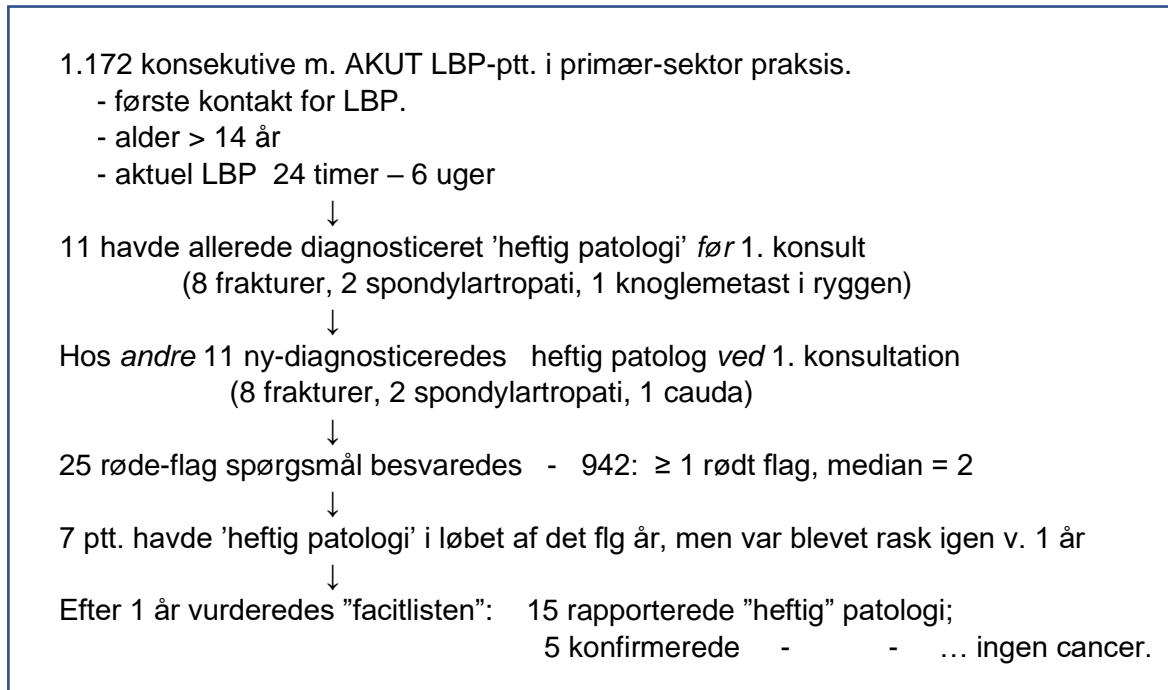 1.172 konsekutive m. AKUT LBP-ptt. i primær-sektor praksis.
- første kontakt for LBP.
- alder > 14 år
- aktuel LBP 24 timer – 6 uger
↓
11 havde allerede diagnosticeret 'heftig patologi' før 1. konsult
(8 frakturer, 2 spondylartropati, 1 knoglemetast i ryggen)
↓
Hos andre 11 ny-diagnosticeredes heftig patolog ved 1. konsultation
(8 frakturer, 2 spondylartropati, 1 cauda)
↓
25 røde-flag spørgsmål besvaredes - 942: ≥ 1 rødt flag, median = 2
↓
7 ptt. havde 'heftig patologi' i løbet af det flg år, men var blevet rask igen v. 1 år
↓
Efter 1 år vurderedes ”facitlisten”: 15 rapporterede ”heftig” patologi;
5 konfirmerede - - … ingen cancer.